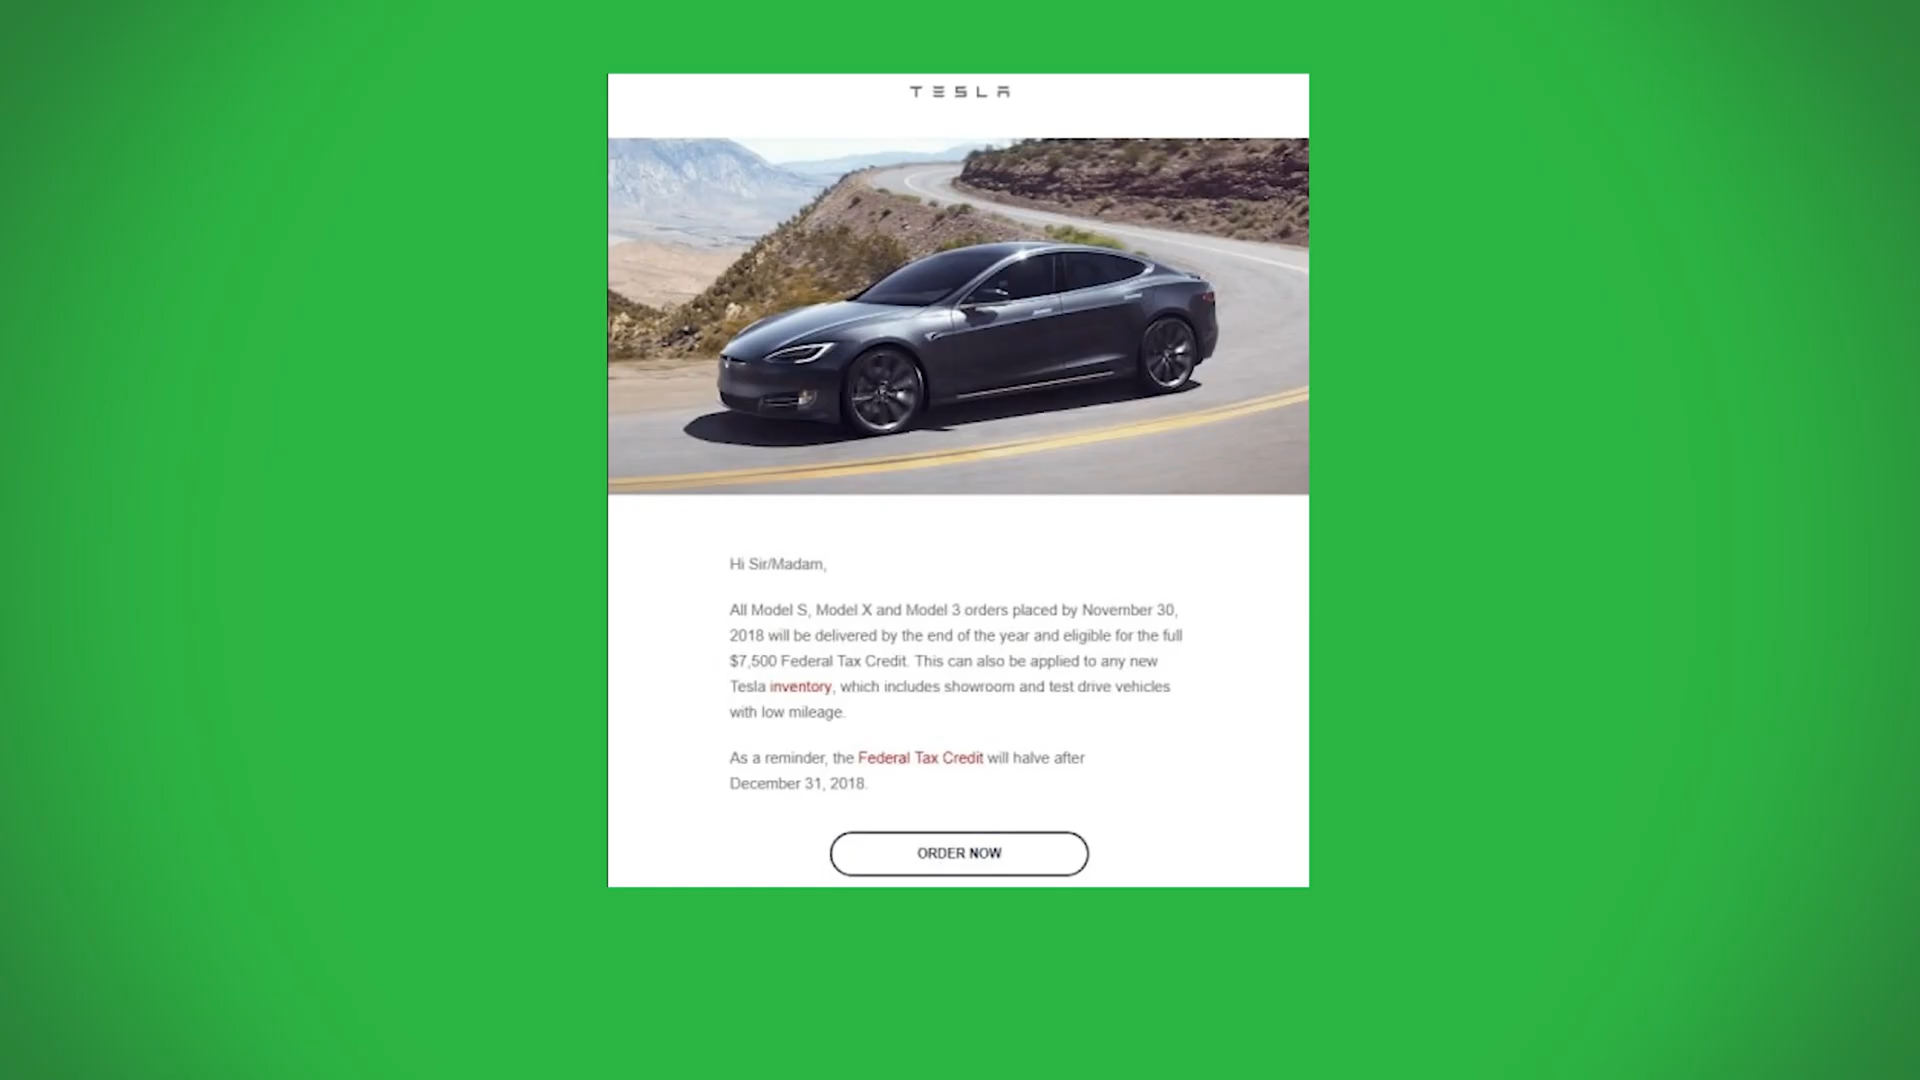 TESLA
Hi Sir/Madam,
All Model S, Model X and Model 3 orders placed by November 30,
2018 will be delivered by the end of the year and eligible for the full
$7,500 Federal Tax Credit. This can also be applied to any new
Tesla inventory, which includes showroom and test drive vehicles
with low mileage.
As a reminder, the Federal Tax Credit will halve after
December 31, 2018.
ORDER NOW